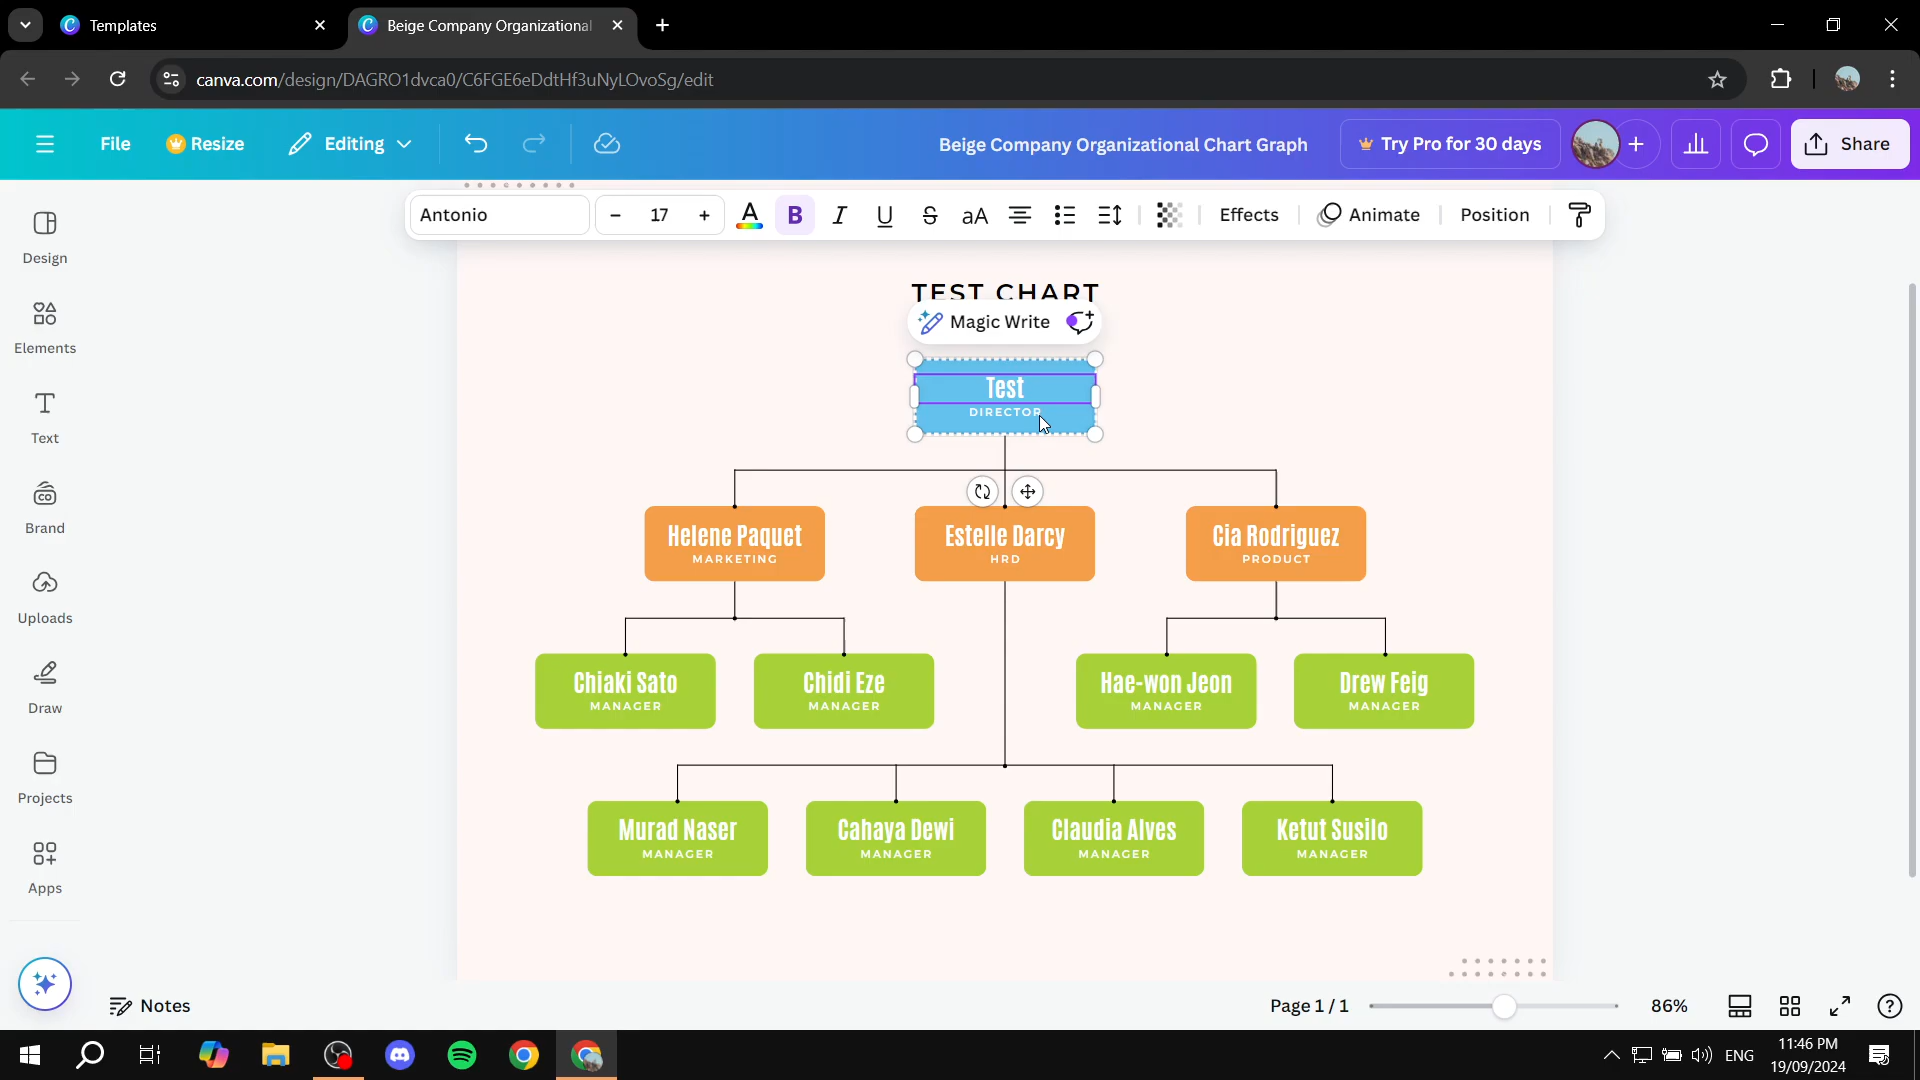 Templates
Beige Company Organizational
canva.com/design/DAGRO1dvca0/C6FGE6eDdtHf3uNyLOvoSg/edit
File
Resize
Editing
Beige Company Organizational Chart Graph
Try Pro for 30 days
Share
Antonio
17
B
I
U
S
aA
Effects
Animate
Position
Design
Elements
Text
Brand
Uploads
Draw
Projects
Apps
TEST CHART
Magic Write
Test
DIRECTOR
Helene Paquet
MARKETING
Estelle Darcy
HRD
Cia Rodriguez
PRODUCT
Chiaki Sato
MANAGER
Chidi Eze
MANAGER
Hae-won Jeon
MANAGER
Drew Feig
MANAGER
Murad Naser
MANAGER
Cahaya Dewi
MANAGER
Claudia Alves
MANAGER
Ketut Susilo
MANAGER
Notes
Page 1 / 1
86%
ENG
11:46 PM
19/09/2024